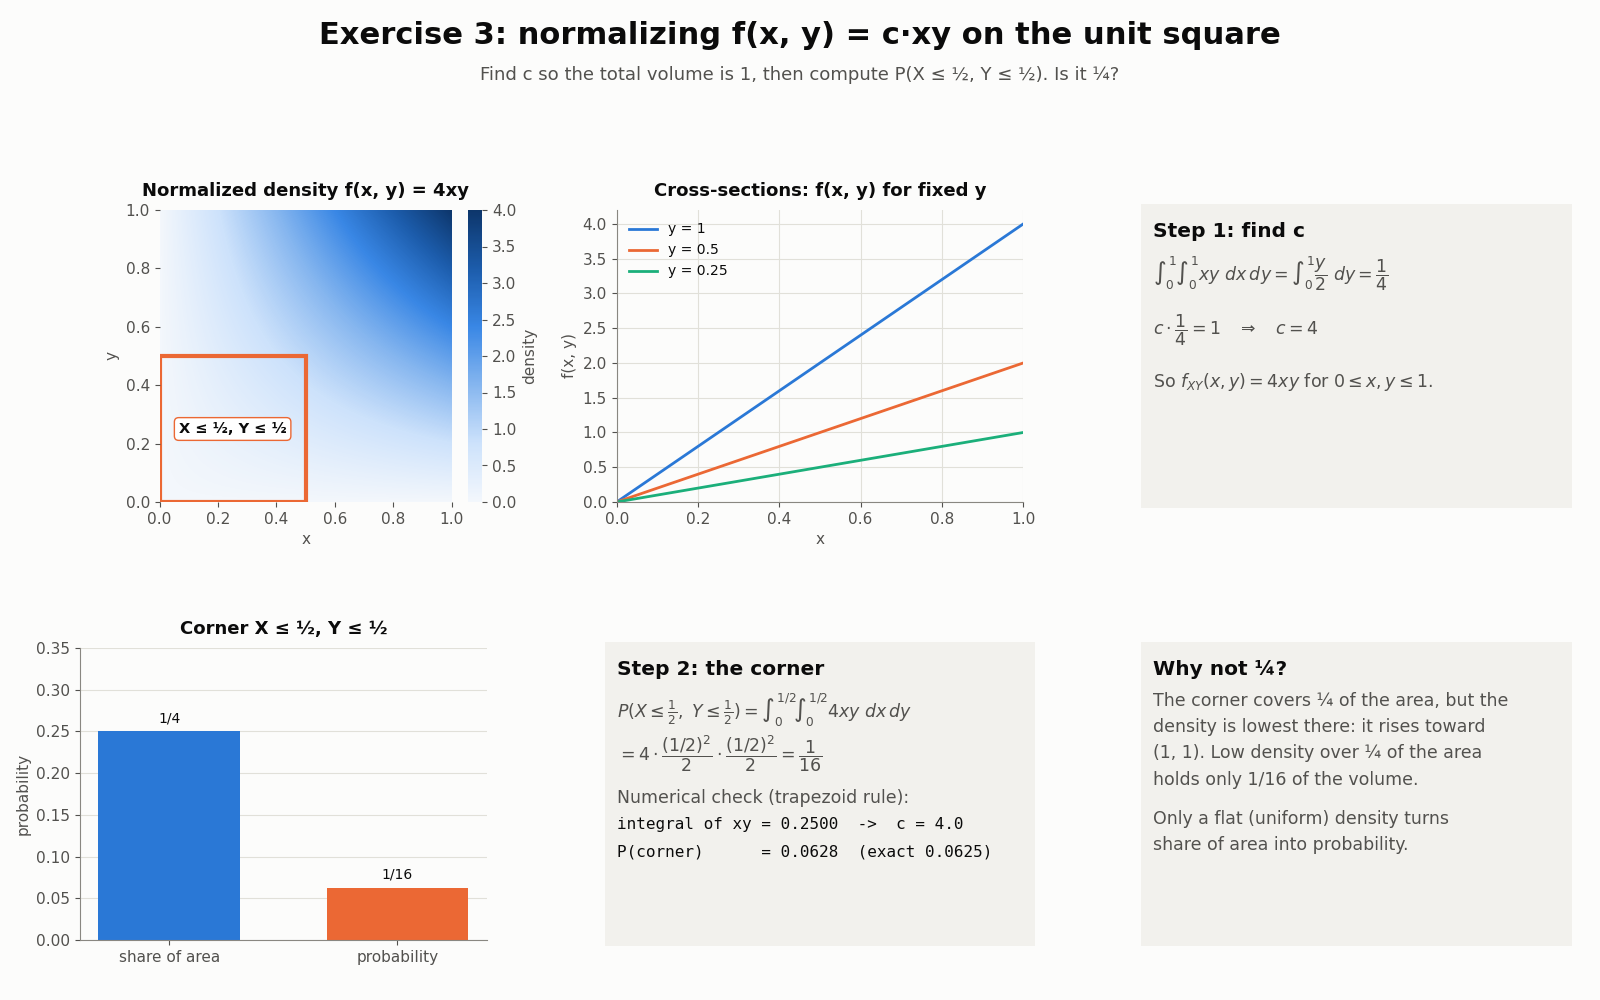 Exercise 3: normalizing f(x, y) = c·xy on the unit square
Find c so the total volume is 1, then compute P(X ≤ ½, Y ≤ ½). Is it ¼?
Normalized density f(x, y) = 4xy
1.0
0.8
0.6
0.4
0.2
0.0
y
X ≤ ½, Y ≤ ½
0.0 0.2 0.4 0.6 0.8 1.0
x
4.0
3.5
3.0
2.5
2.0
1.5
1.0
0.5
0.0
density
Cross-sections: f(x, y) for fixed y
4.0
3.5
3.0
2.5
2.0
1.5
1.0
0.5
0.0
f(x, y)
y = 1
y = 0.5
y = 0.25
0.0 0.2 0.4 0.6 0.8 1.0
x
Step 1: find c
∫₀¹∫₀¹ xy dx dy = ∫₀¹ y/2 dy = 1/4
c · 1/4 = 1 ⇒ c = 4
So f_XY(x, y) = 4xy for 0 ≤ x, y ≤ 1.
Corner X ≤ ½, Y ≤ ½
0.35
0.30
0.25
0.20
0.15
0.10
0.05
0.00
probability
1/4
1/16
share of area probability
Step 2: the corner
P(X ≤ 1/2, Y ≤ 1/2) = ∫₀^{1/2}∫₀^{1/2} 4xy dx dy
= 4 · (1/2)²/2 · (1/2)²/2 = 1/16
Numerical check (trapezoid rule):
integral of xy = 0.2500 -> c = 4.0
P(corner) = 0.0628 (exact 0.0625)
Why not ¼?
The corner covers ¼ of the area, but the
density is lowest there: it rises toward
(1, 1). Low density over ¼ of the area
holds only 1/16 of the volume.
Only a flat (uniform) density turns
share of area into probability.